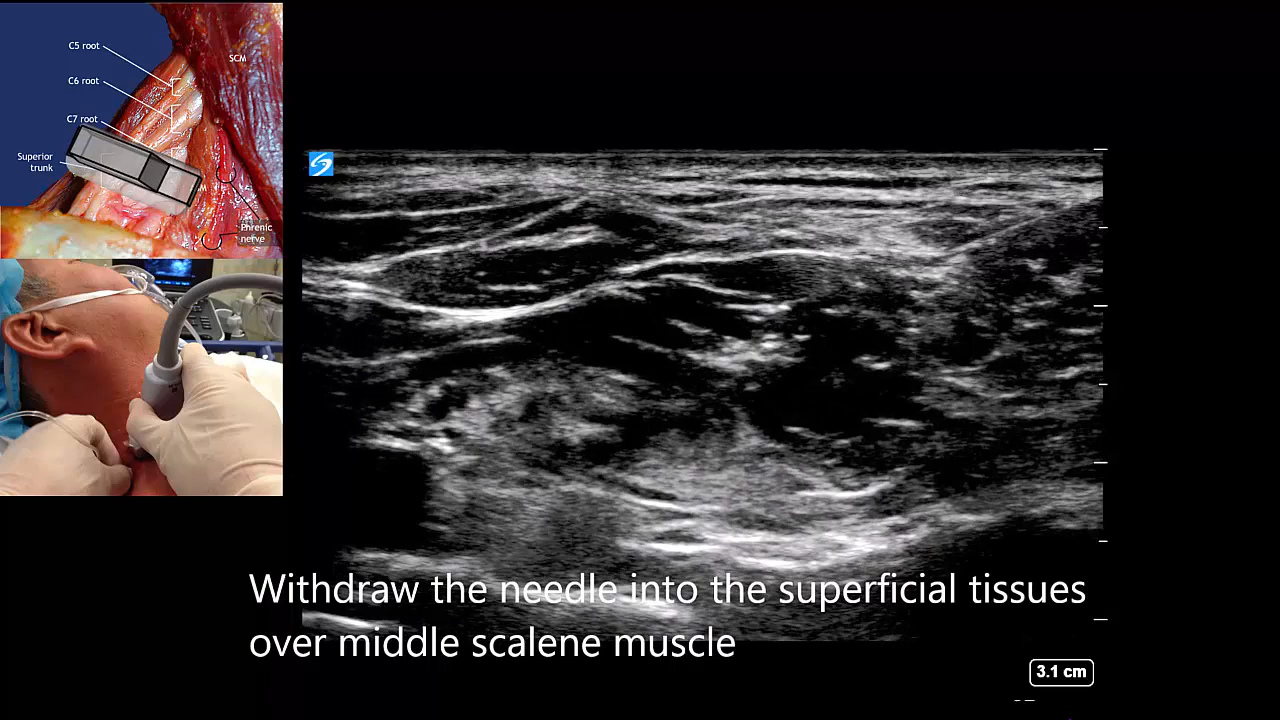 C5 root
SCM
C6 root
C7 root
Superior
trunk
Phrenic
nerve
Withdraw the needle into the superficial tissues
over middle scalene muscle
3.1 cm